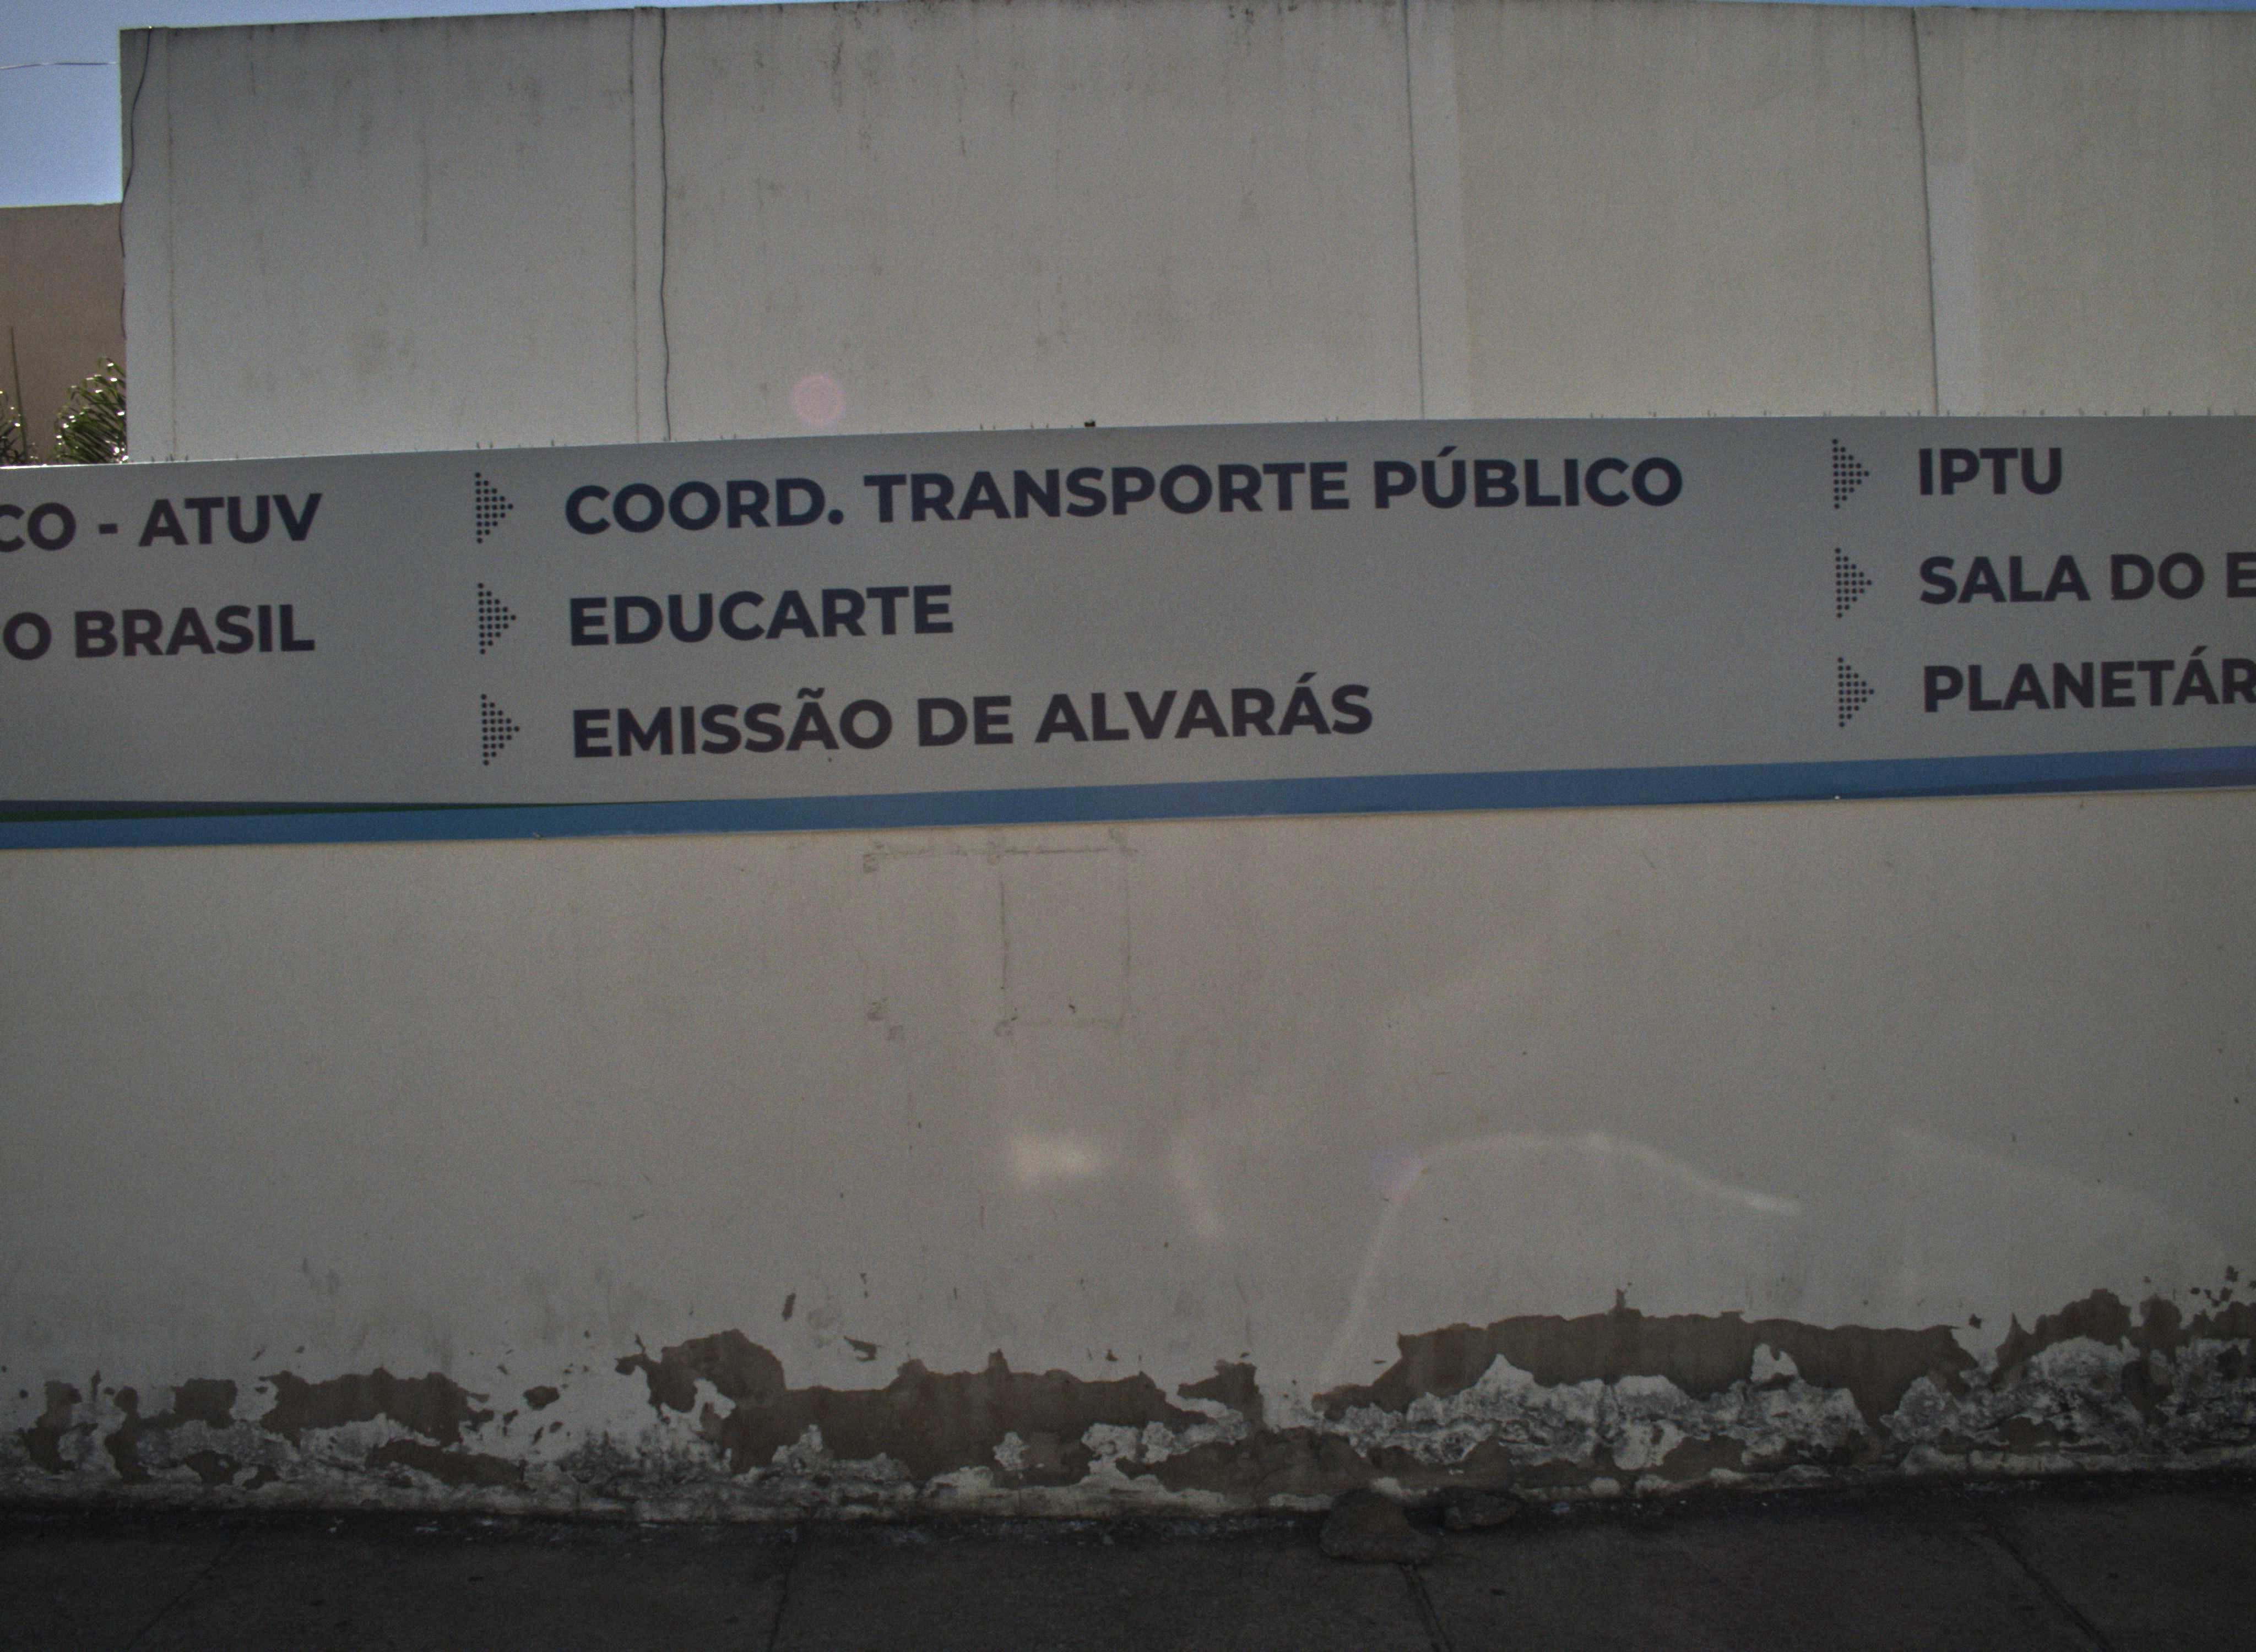 CO - ATUV
O BRASIL
COORD. TRANSPORTE PÚBLICO
EDUCARTE
EMISSÃO DE ALVARÁS
IPTU
SALA DO E
PLANETÁR